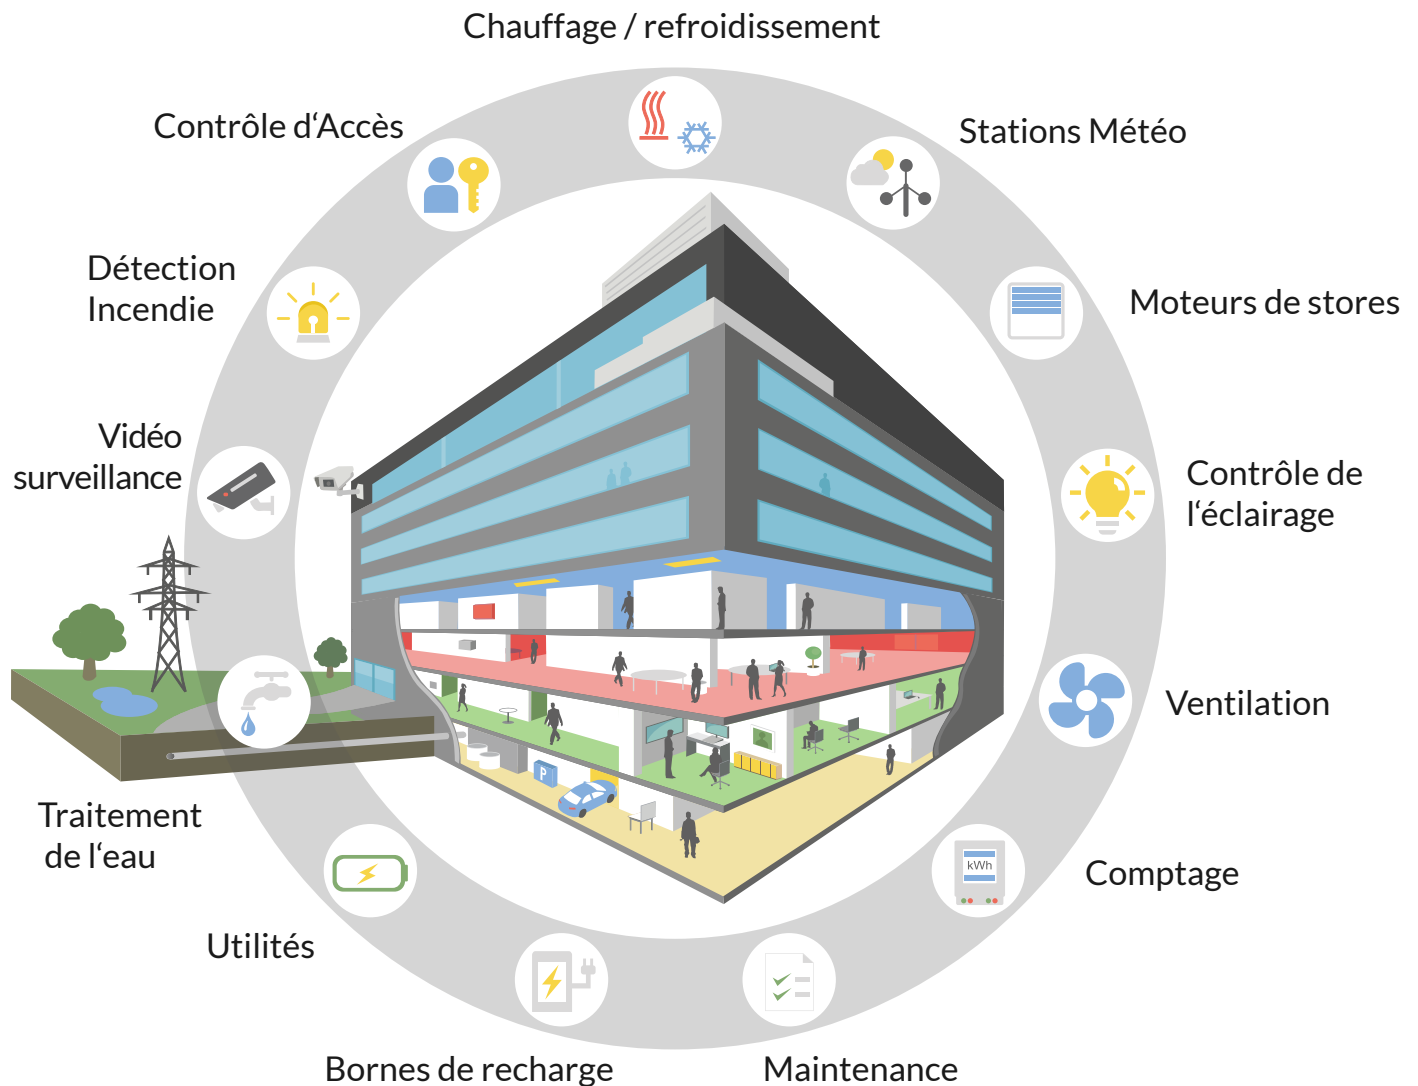 Chauffage / refroidissement
Contrôle d‘Accès
Stations Météo
Détection
Incendie
Moteurs de stores
Vidéo
surveillance
Contrôle de
l‘éclairage
Ventilation
P
Traitement
de l‘eau
kWh
Comptage
Utilités
Bornes de recharge
Maintenance